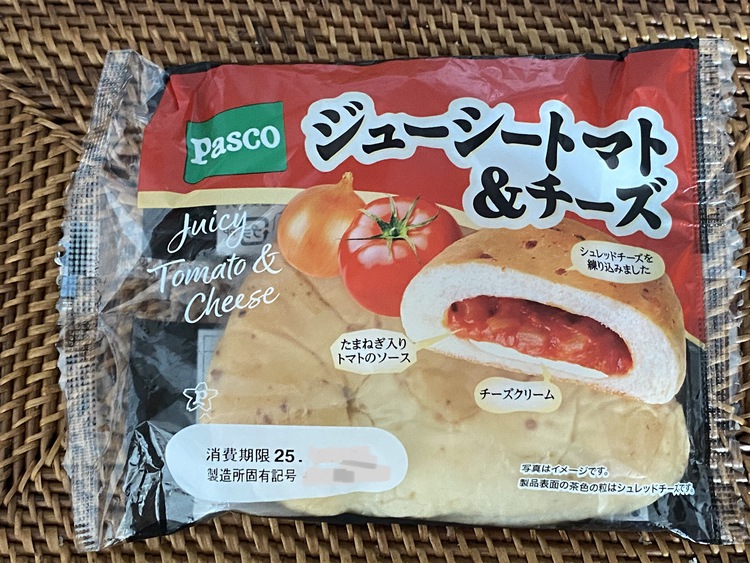 Pasco
ジューシートマト
&チーズ
Juicy
Tomato &
Cheese
シュレッドチーズを
練り込みました
たまねぎ入り
トマトのソース
チーズクリーム
消費期限 25.
製造所固有記号
写真はイメージです。
製品表面の茶色の粒はシュレッドチーズです。